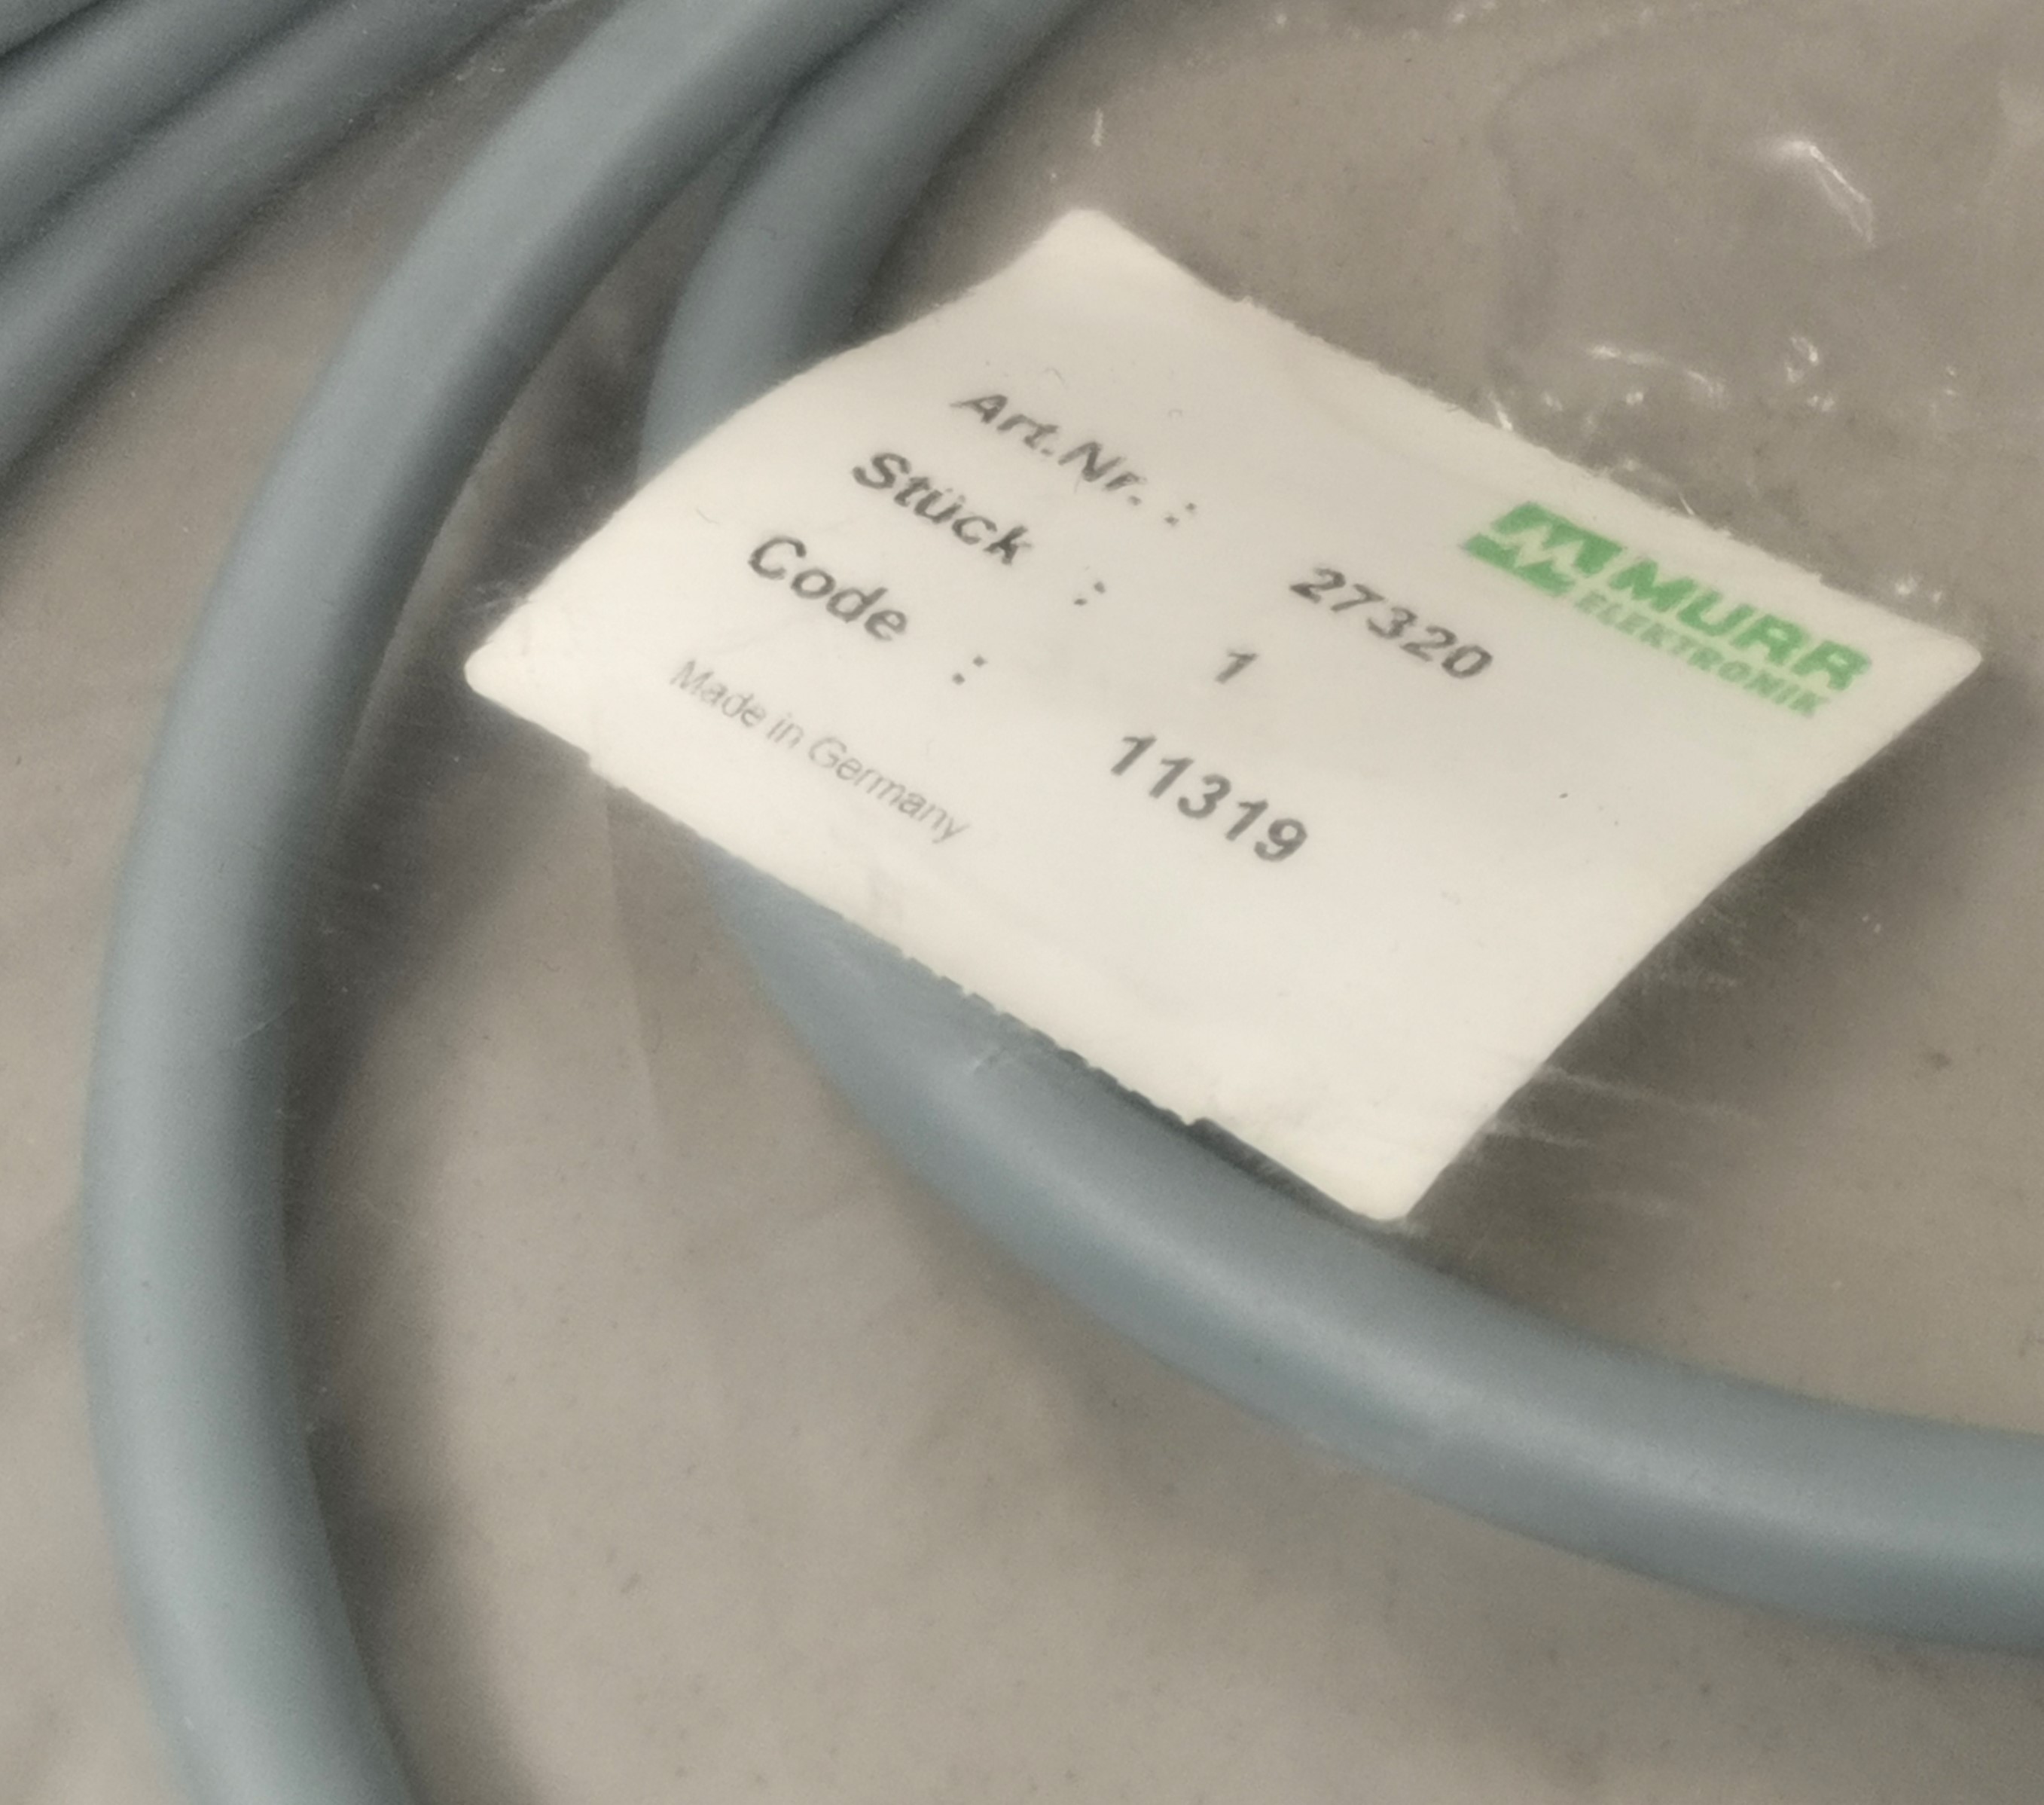 MURR
ELEKTRONIK
Art.Nr. : 27320
Stück : 1
Code : 11319
Made in Germany